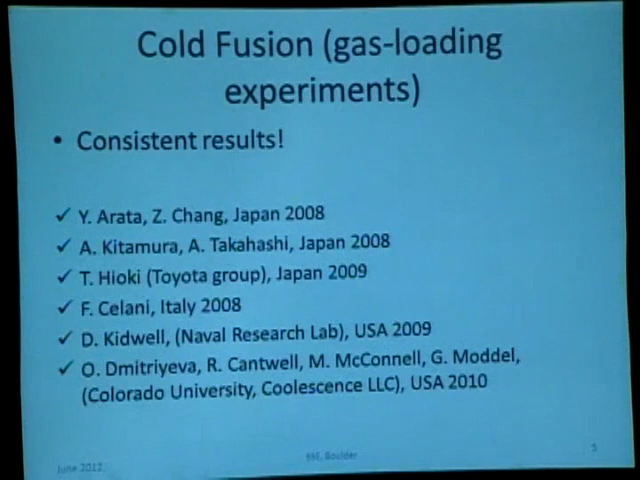 Cold Fusion (gas-loading
experiments)
• Consistent results!
✓ Y. Arata, Z. Chang, Japan 2008
✓ A. Kitamura, A. Takahashi, Japan 2008
✓ T. Hioki (Toyota group), Japan 2009
✓ F. Celani, Italy 2008
✓ D. Kidwell, (Naval Research Lab), USA 2009
✓ O. Dmitriyeva, R. Cantwell, M. McConnell, G. Moddel,
(Colorado University, Coolescence LLC), USA 2010
June 2012
Boulder